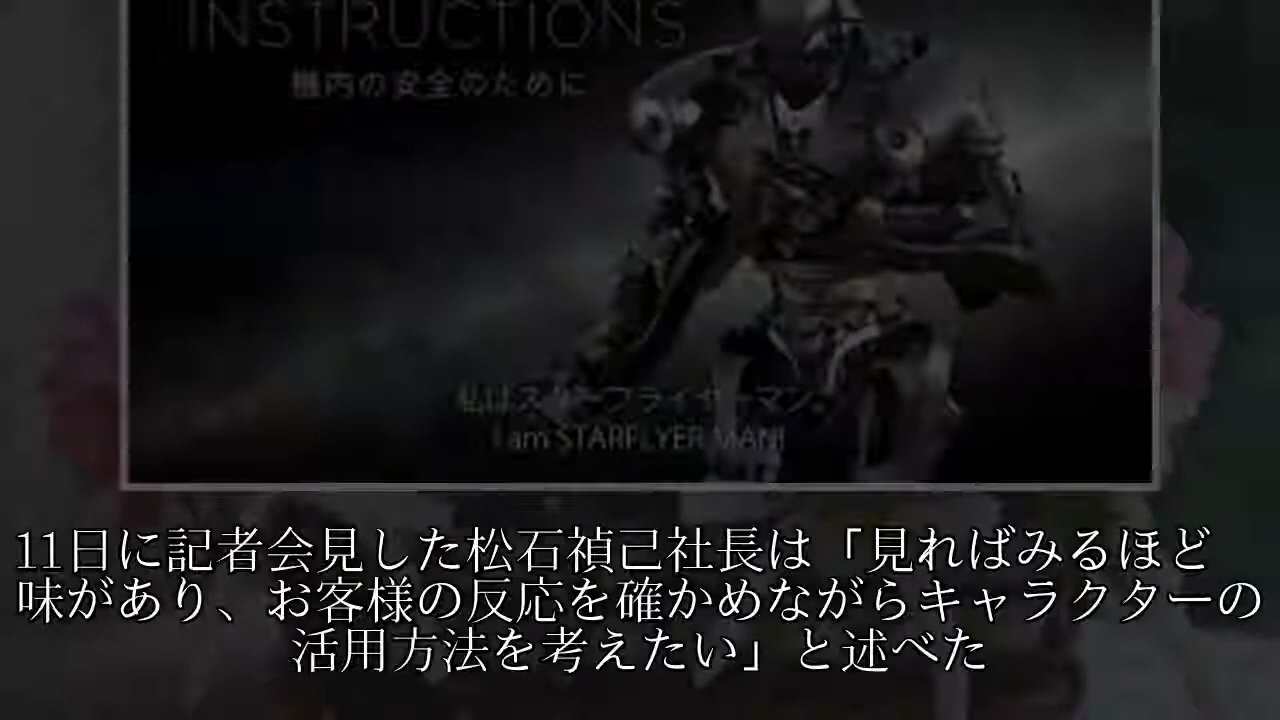 INSTRUCTIONS
機内の安全のために
私はスターフライヤーマン。
I am STARFLYER MAN!
11日に記者会見した松石禎己社長は「見ればみるほど
味があり、お客様の反応を確かめながらキャラクターの
活用方法を考えたい」と述べた